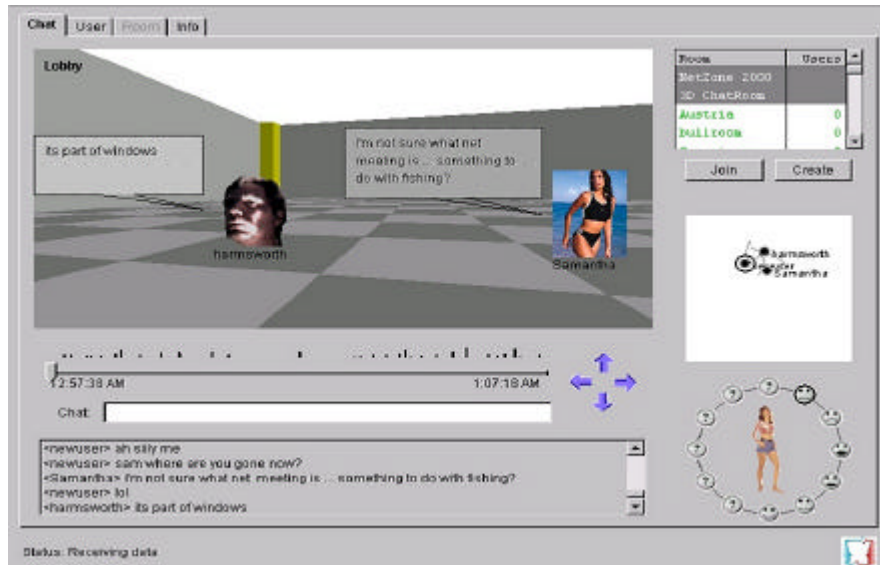 Chat User Room Info
Lobby
its part of windows
I'm not sure what net
meeting is ... something to
do with fishing?
harmsworth
Samantha
Room Users
NetZone 2000
3D ChatRoom
Austria 0
bullroom 0
Join Create
harmsworth
Samantha
12:57:38 AM 1:07:18 AM
Chat:
<newuser> ah silly me
<newuser> sam where are you gone now?
<Samantha> I'm not sure what net meeting is ... something to do with fishing?
<newuser> lol
<harmsworth> its part of windows
Status: Receiving data